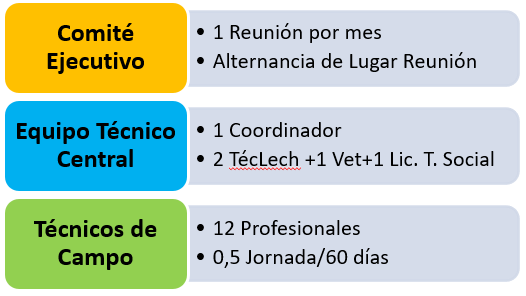 Comité
Ejecutivo
• 1 Reunión por mes
• Alternancia de Lugar Reunión
Equipo Técnico
Central
• 1 Coordinador
• 2 TécLech +1 Vet+1 Lic. T. Social
Técnicos de
Campo
• 12 Profesionales
• 0,5 Jornada/60 días